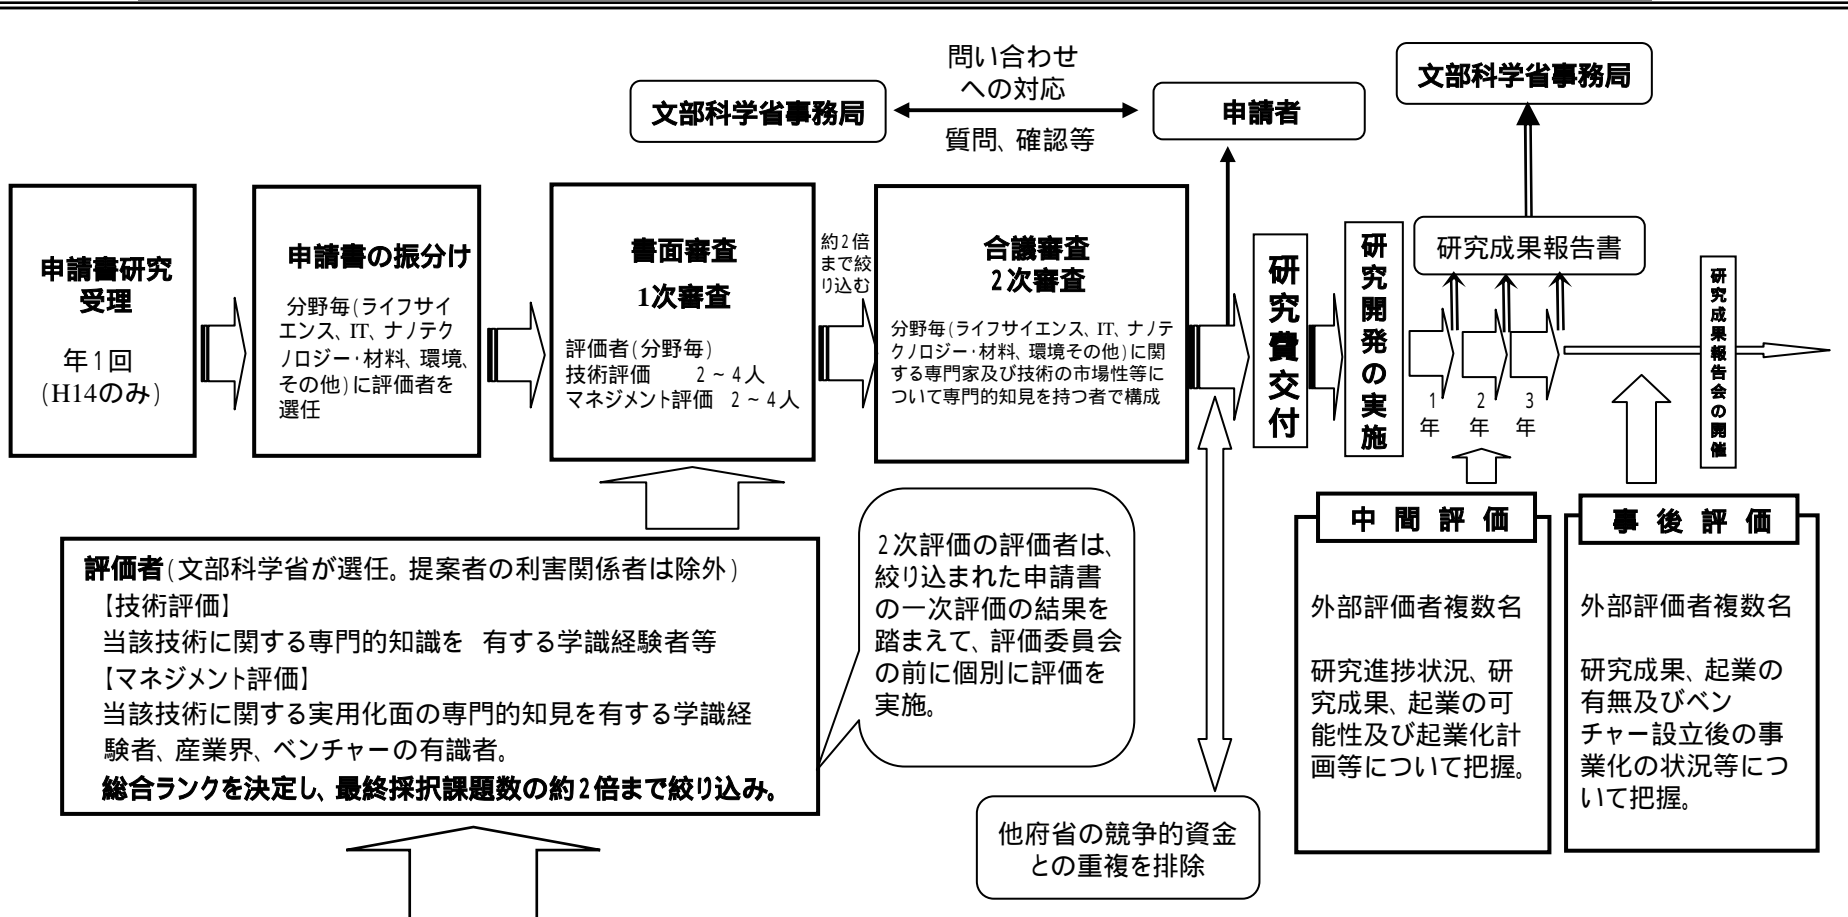 問い合わせ
への対応
文部科学省事務局
申請者
質問、確認等
文部科学省事務局
申請書研究
受理
年1回
(H14のみ)
申請書の振分け
分野毎(ライフサイ
エンス、IT、ナノテク
ノロジー・材料、環境、
その他)に評価者を
選任
書面審査
1次審査
評価者(分野毎)
技術評価　2～4人
マネジメント評価　2～4人
約2倍
まで絞
り込む
合議審査
2次審査
分野毎(ライフサイエンス、IT、ナノテ
クノロジー・材料、環境その他)に関
する専門家及び技術の市場性等に
ついて専門的知見を持つ者で構成
研究費交付
研究開発の実施
研究成果報告書
1
年
2
年
3
年
研究成果報告会の開催
評価者(文部科学省が選任。提案者の利害関係者は除外)
【技術評価】
当該技術に関する専門的知識を　有する学識経験者等
【マネジメント評価】
当該技術に関する実用化面の専門的知見を有する学識経
験者、産業界、ベンチャーの有識者。
総合ランクを決定し、最終採択課題数の約2倍まで絞り込み。
2次評価の評価者は、
絞り込まれた申請書
の一次評価の結果を
踏まえて、評価委員会
の前に個別に評価を
実施。
他府省の競争的資金
との重複を排除
中間評価
外部評価者複数名
研究進捗状況、研
究成果、起業の可
能性及び起業化計
画等について把握。
事後評価
外部評価者複数名
研究成果、起業の
有無及びベン
チャー設立後の事
業化の状況等につ
いて把握。